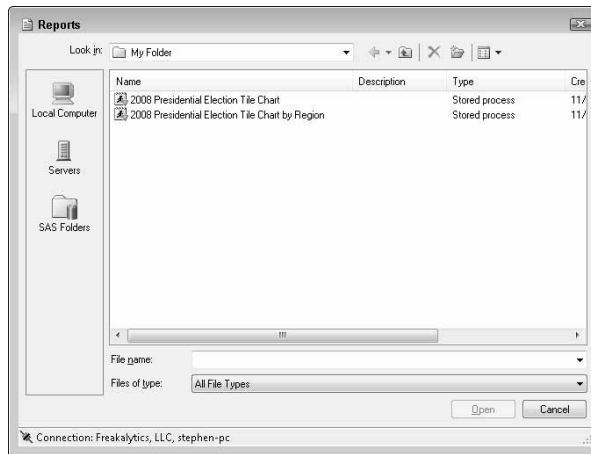 Reports
Look in: My Folder
Name Description Type Cre
2008 Presidential Election Tile Chart Stored process 11/
2008 Presidential Election Tile Chart by Region Stored process 11/
Local Computer
Servers
SAS Folders
File name:
Files of type: All File Types
Open Cancel
Connection: Freakalytics, LLC, stephen-pc